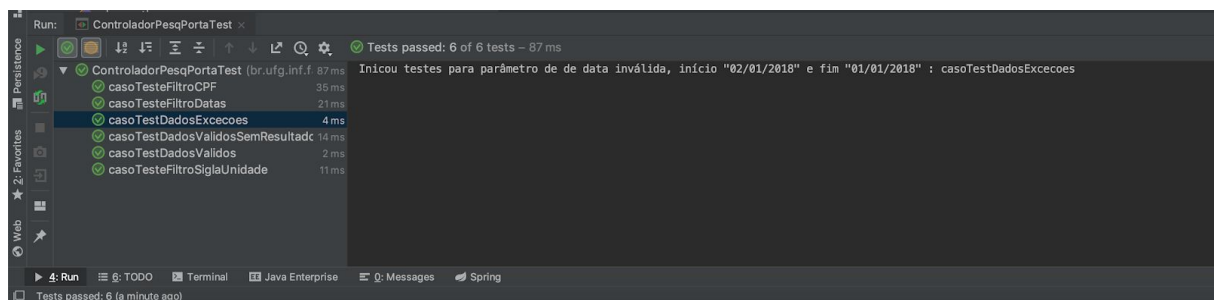 Run: ControladorPesqPortaTest ×
Tests passed: 6 of 6 tests – 87 ms
ControladorPesqPortaTest (br.ufg.inf.f 87 ms
casoTesteFiltroCPF 35 ms
casoTesteFiltroDatas 21 ms
casoTestDadosExcecoes 4 ms
casoTestDadosValidosSemResultadc 14 ms
casoTestDadosValidos 2 ms
casoTesteFiltroSiglaUnidade 11 ms
Inicou testes para parâmetro de de data inválida, início "02/01/2018" e fim "01/01/2018" : casoTestDadosExcecoes
Persistence
2: Favorites
Web
4: Run 6: TODO Terminal Java Enterprise 0: Messages Spring
Tests passed: 6 (a minute ago)